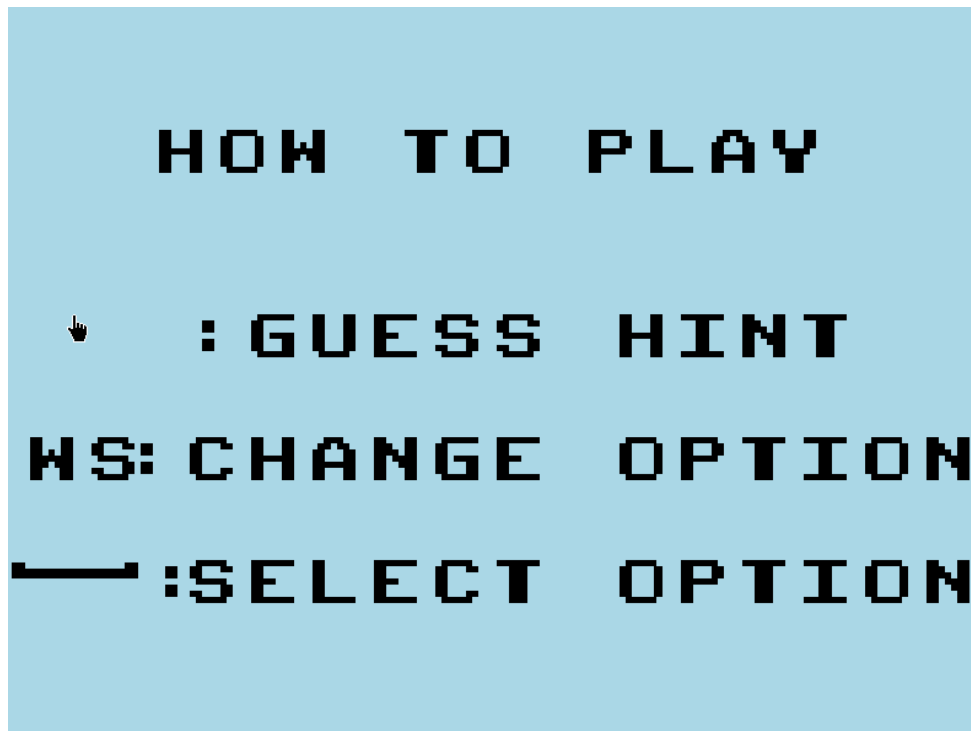 HOW TO PLAY
:GUESS HINT
WS:CHANGE OPTION
:SELECT OPTION